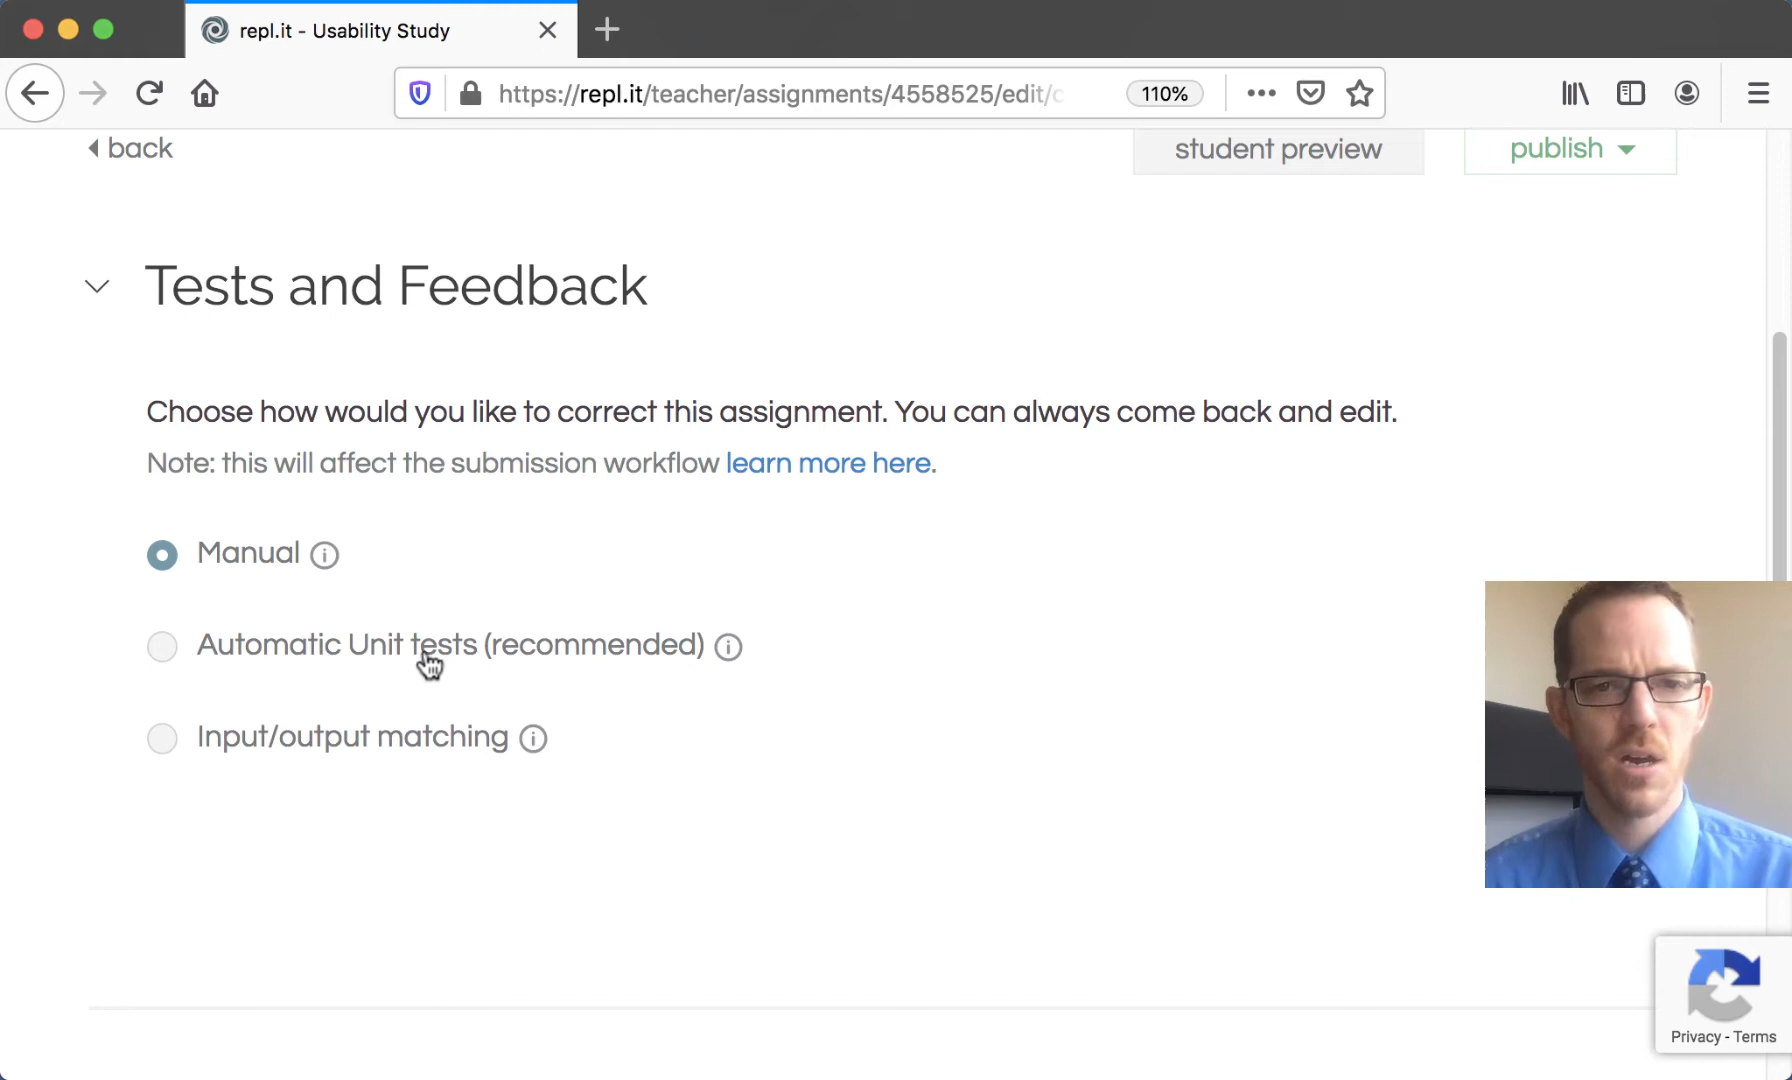 repl.it - Usability Study
https://repl.it/teacher/assignments/4558525/edit/c
110%
back
student preview
publish
Tests and Feedback
Choose how would you like to correct this assignment. You can always come back and edit.
Note: this will affect the submission workflow learn more here.
Manual
Automatic Unit tests (recommended)
Input/output matching
Privacy - Terms